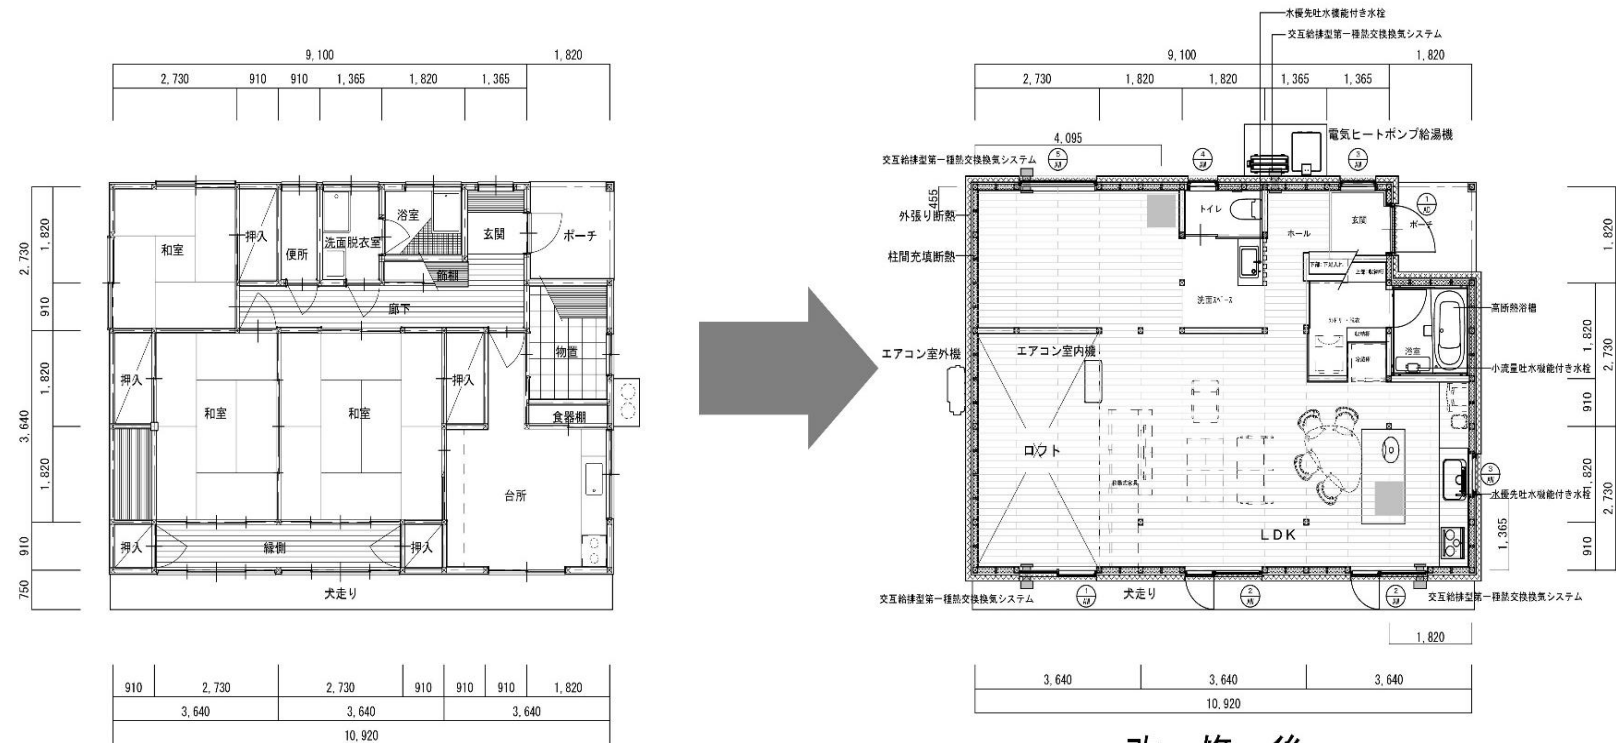 9,100
1,820
2,730
910
910
1,365
1,820
1,365
2,730
1,820
910
3,640
1,820
1,820
910
750
和室
押入
便所
洗面脱衣室
浴室
飾棚
玄関
ポーチ
廊下
物置
押入
和室
和室
押入
食器棚
台所
押入
縁側
押入
犬走り
910
2,730
2,730
910
910
910
1,820
3,640
3,640
3,640
10,920
水優先吐水機能付き水栓
交互給排型第一種熱交換換気システム
9,100
1,820
2,730
1,820
1,820
1,365
1,365
4,095
電気ヒートポンプ給湯機
交互給排型第一種熱交換換気システム
5
4
3
455
外張り断熱
柱間充填断熱
トイレ
ホール
玄関
1
ポーチ
洗面スペース
高断熱浴槽
浴室
小流量吐水機能付き水栓
エアコン室外機
エアコン室内機
ロフト
LDK
3
水優先吐水機能付き水栓
1,365
1,820
1,820
2,730
910
1,820
2,730
910
交互給排型第一種熱交換換気システム
1
犬走り
2
2
交互給排型第一種熱交換換気システム
1,820
3,640
3,640
3,640
10,920